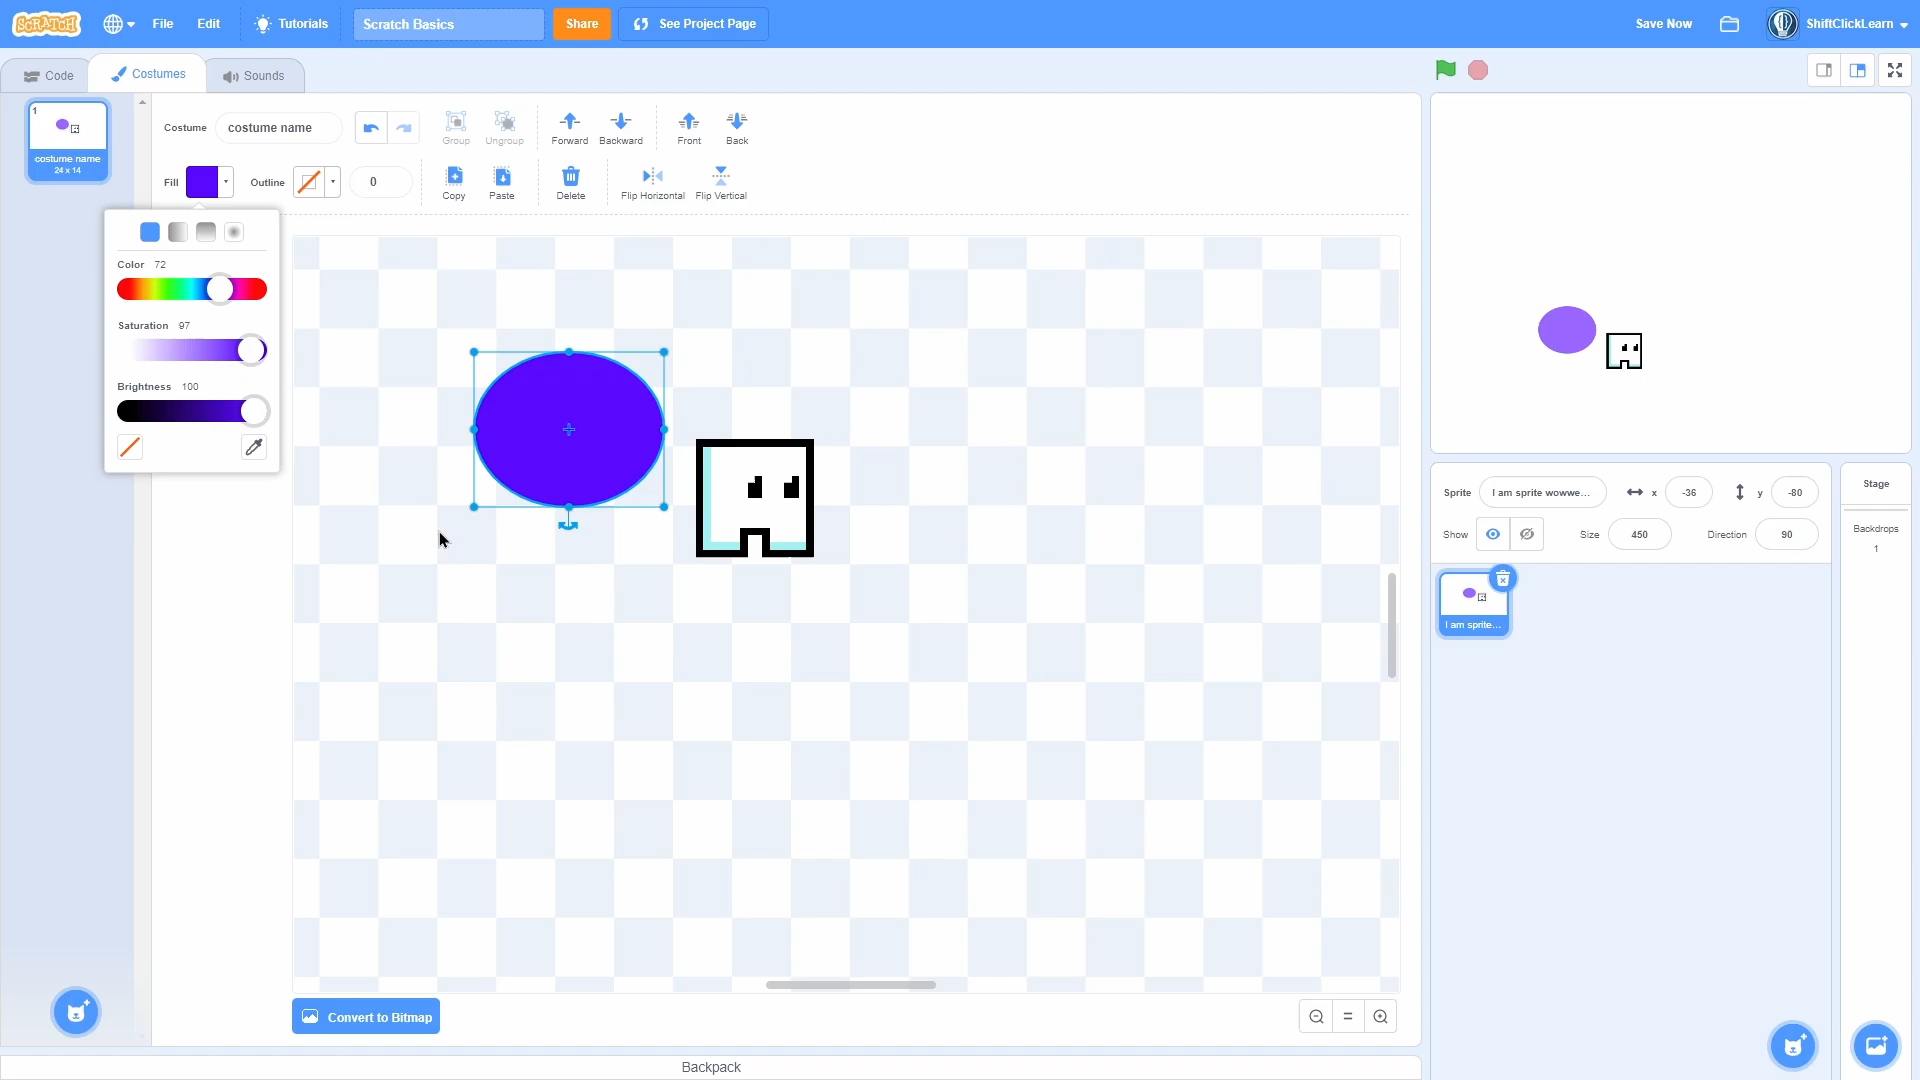 SCRATCH File Edit Tutorials Scratch Basics Share See Project Page Save Now ShiftClickLearn
Code Costumes Sounds
1
costume name
24 x 14
Costume costume name Group Ungroup Forward Backward Front Back
Fill Outline 0 Copy Paste Delete Flip Horizontal Flip Vertical
Color 72
Saturation 97
Brightness 100
Convert to Bitmap
Backpack
Sprite I am sprite wowwe... x -36 y -80
Show Size 450 Direction 90
I am sprite...
Stage
Backdrops
1